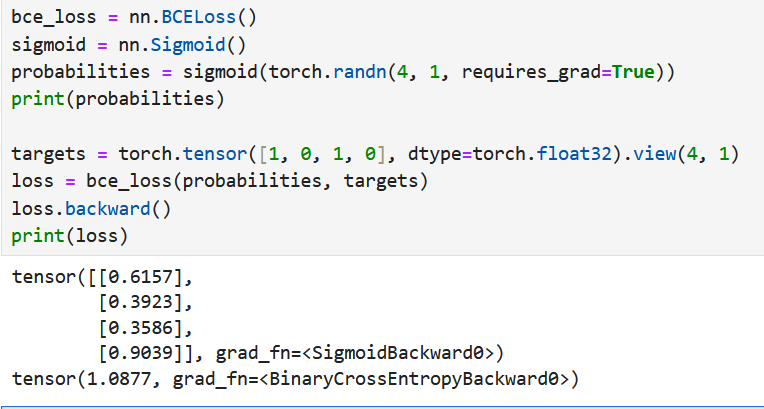 bce_loss = nn.BCELoss()
sigmoid = nn.Sigmoid()
probabilities = sigmoid(torch.randn(4, 1, requires_grad=True))
print(probabilities)

targets = torch.tensor([1, 0, 1, 0], dtype=torch.float32).view(4, 1)
loss = bce_loss(probabilities, targets)
loss.backward()
print(loss)
tensor([[0.6157],
        [0.3923],
        [0.3586],
        [0.9039]], grad_fn=<SigmoidBackward0>)
tensor(1.0877, grad_fn=<BinaryCrossEntropyBackward0>)